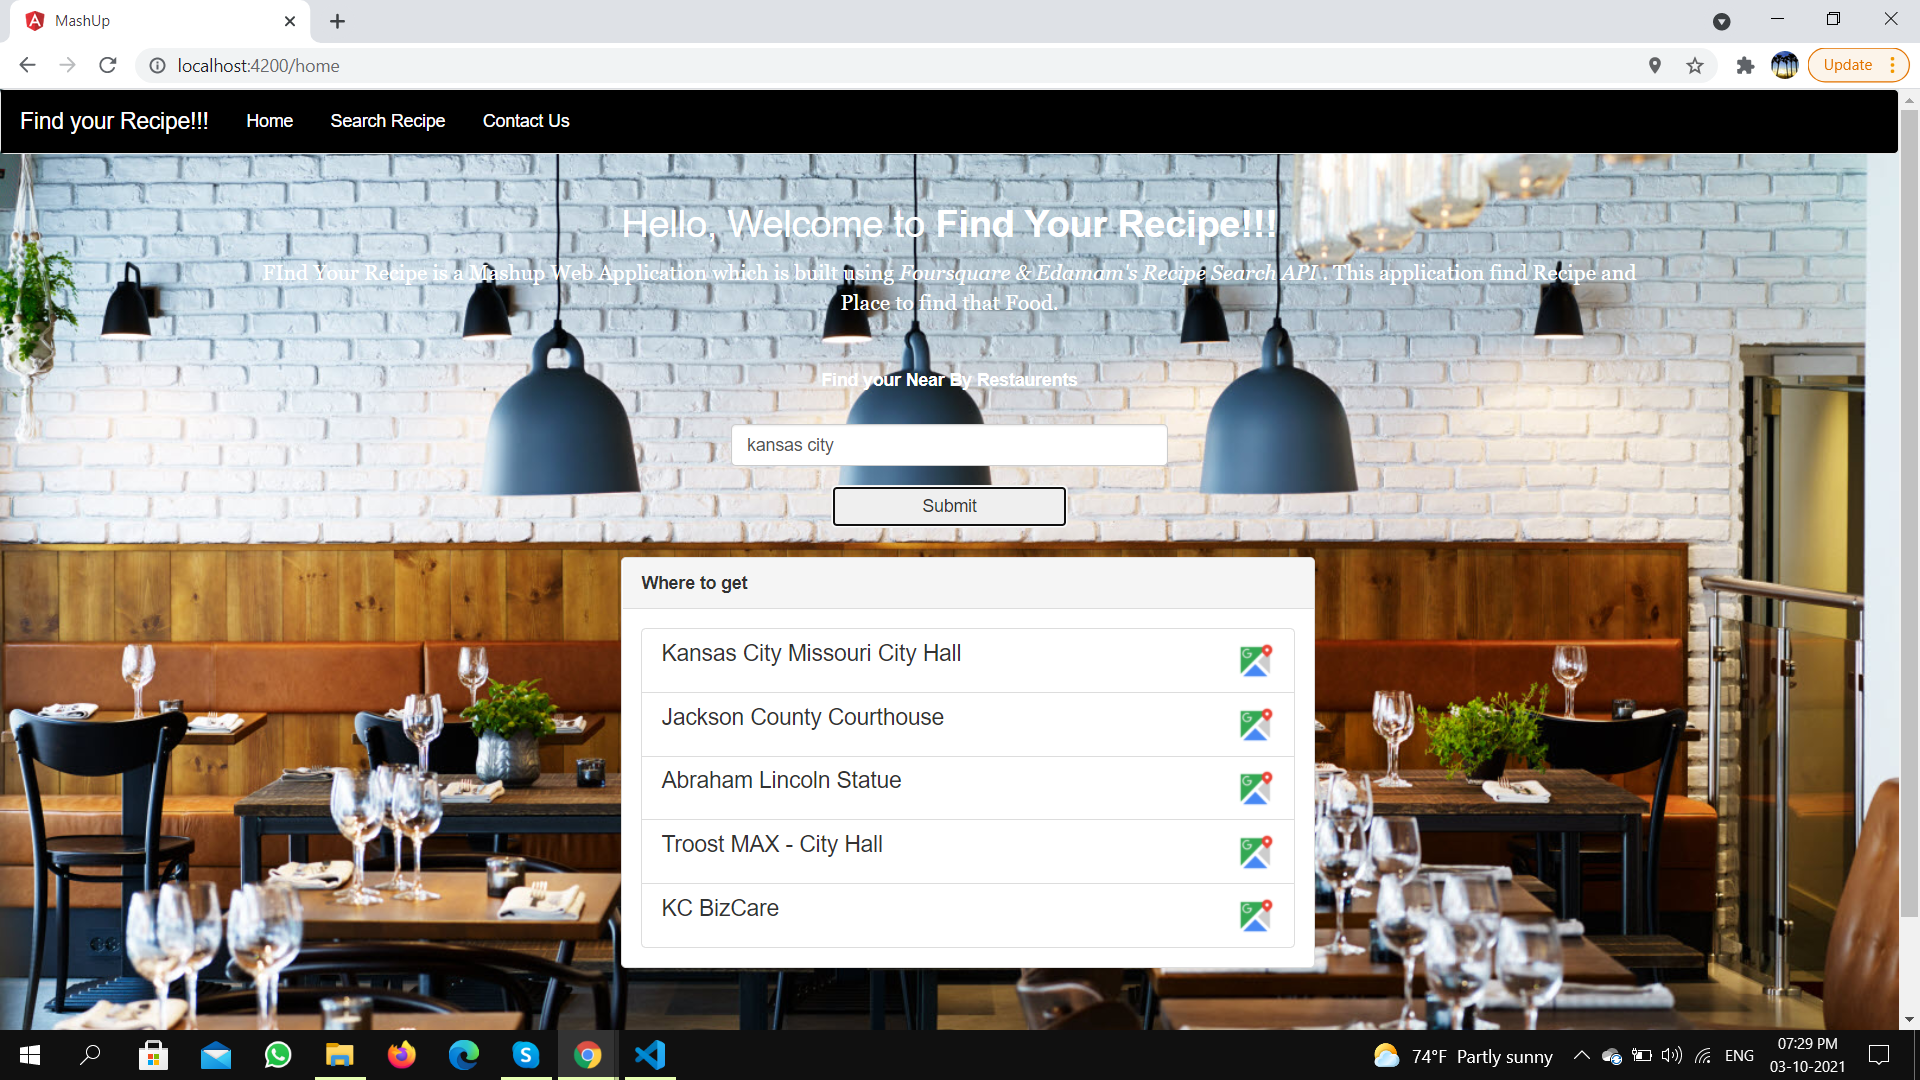 MashUp
localhost:4200/home
Update
Find your Recipe!!!
Home
Search Recipe
Contact Us
Hello, Welcome to Find Your Recipe!!!
FInd Your Recipe is a Mashup Web Application which is built using Foursquare & Edamam's Recipe Search API . This application find Recipe and
Place to find that Food.
Find your Near By Restaurents
kansas city
Submit
Where to get
Kansas City Missouri City Hall
Jackson County Courthouse
Abraham Lincoln Statue
Troost MAX - City Hall
KC BizCare
74°F Partly sunny
ENG
07:29 PM
03-10-2021